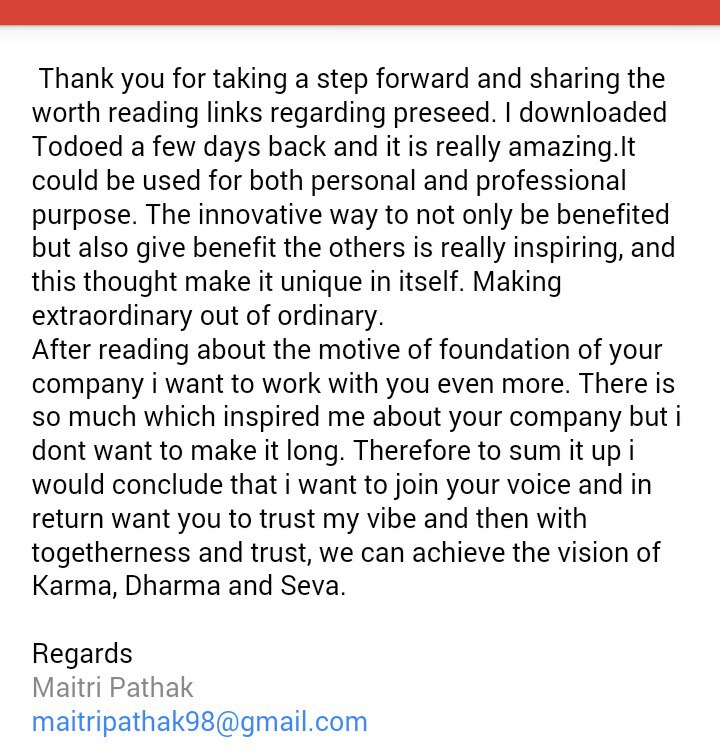 Thank you for taking a step forward and sharing the
worth reading links regarding preseed. I downloaded
Todoed a few days back and it is really amazing.It
could be used for both personal and professional
purpose. The innovative way to not only be benefited
but also give benefit the others is really inspiring, and
this thought make it unique in itself. Making
extraordinary out of ordinary.
After reading about the motive of foundation of your
company i want to work with you even more. There is
so much which inspired me about your company but i
dont want to make it long. Therefore to sum it up i
would conclude that i want to join your voice and in
return want you to trust my vibe and then with
togetherness and trust, we can achieve the vision of
Karma, Dharma and Seva.
Regards
Maitri Pathak
maitripathak98@gmail.com